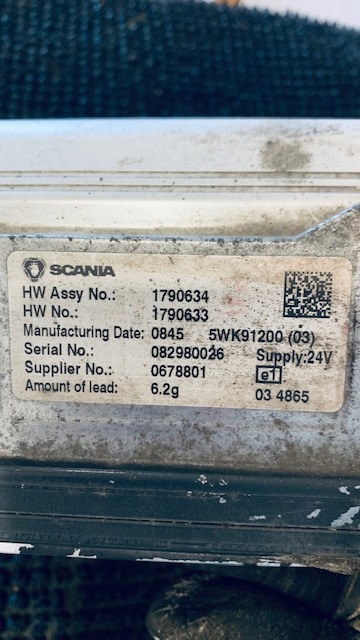 SCANIA
HW Assy No.: 1790634
HW No.: 1790633
Manufacturing Date: 0845 5WK91200 (03)
Serial No.: 082980026 Supply:24V
Supplier No.: 0678801 e1
Amount of lead: 6.2g 03 4865